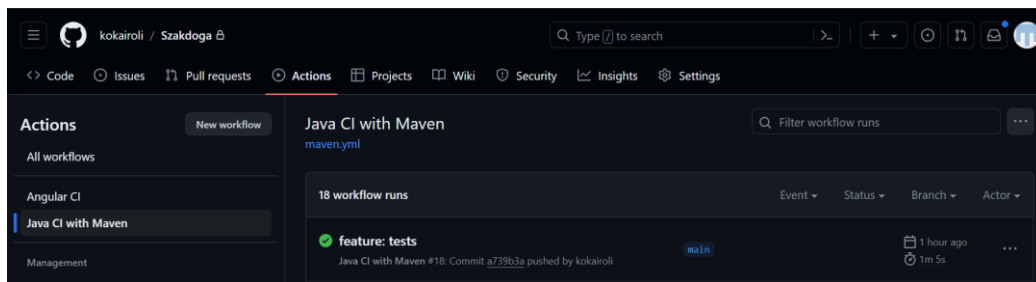 kokairoli / Szakdoga
Type / to search
Code Issues Pull requests Actions Projects Wiki Security Insights Settings
Actions
New workflow
All workflows
Angular CI
Java CI with Maven
Management
Java CI with Maven
maven.yml
Filter workflow runs
18 workflow runs
Event Status Branch Actor
feature: tests
Java CI with Maven #18: Commit a739b3a pushed by kokairoli
main
1 hour ago
1m 5s